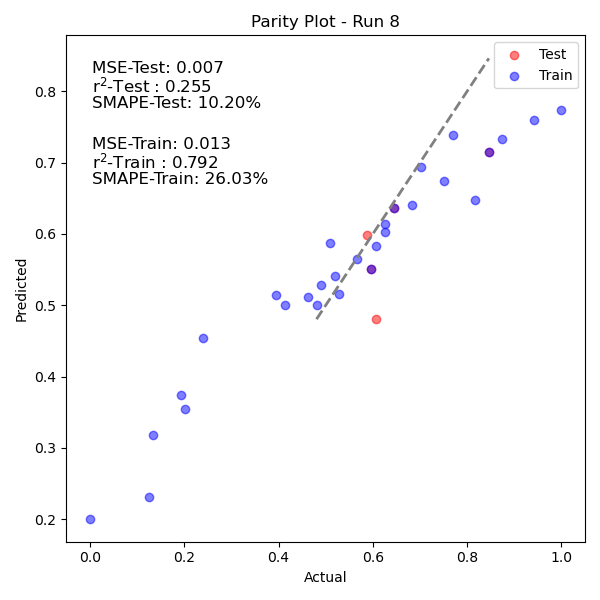 Parity Plot - Run 8
MSE-Test: 0.007
r²-Test : 0.255
SMAPE-Test: 10.20%
MSE-Train: 0.013
r²-Train : 0.792
SMAPE-Train: 26.03%
Test
Train
Predicted
0.8
0.7
0.6
0.5
0.4
0.3
0.2
0.0 0.2 0.4 0.6 0.8 1.0
Actual